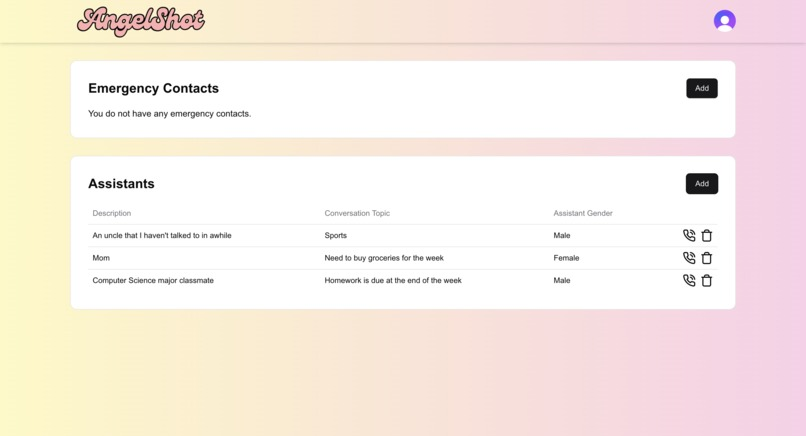 AngelShot
Emergency Contacts
Add
You do not have any emergency contacts.
Assistants
Add
Description Conversation Topic Assistant Gender
An uncle that I haven't talked to in awhile Sports Male
Mom Need to buy groceries for the week Female
Computer Science major classmate Homework is due at the end of the week Male